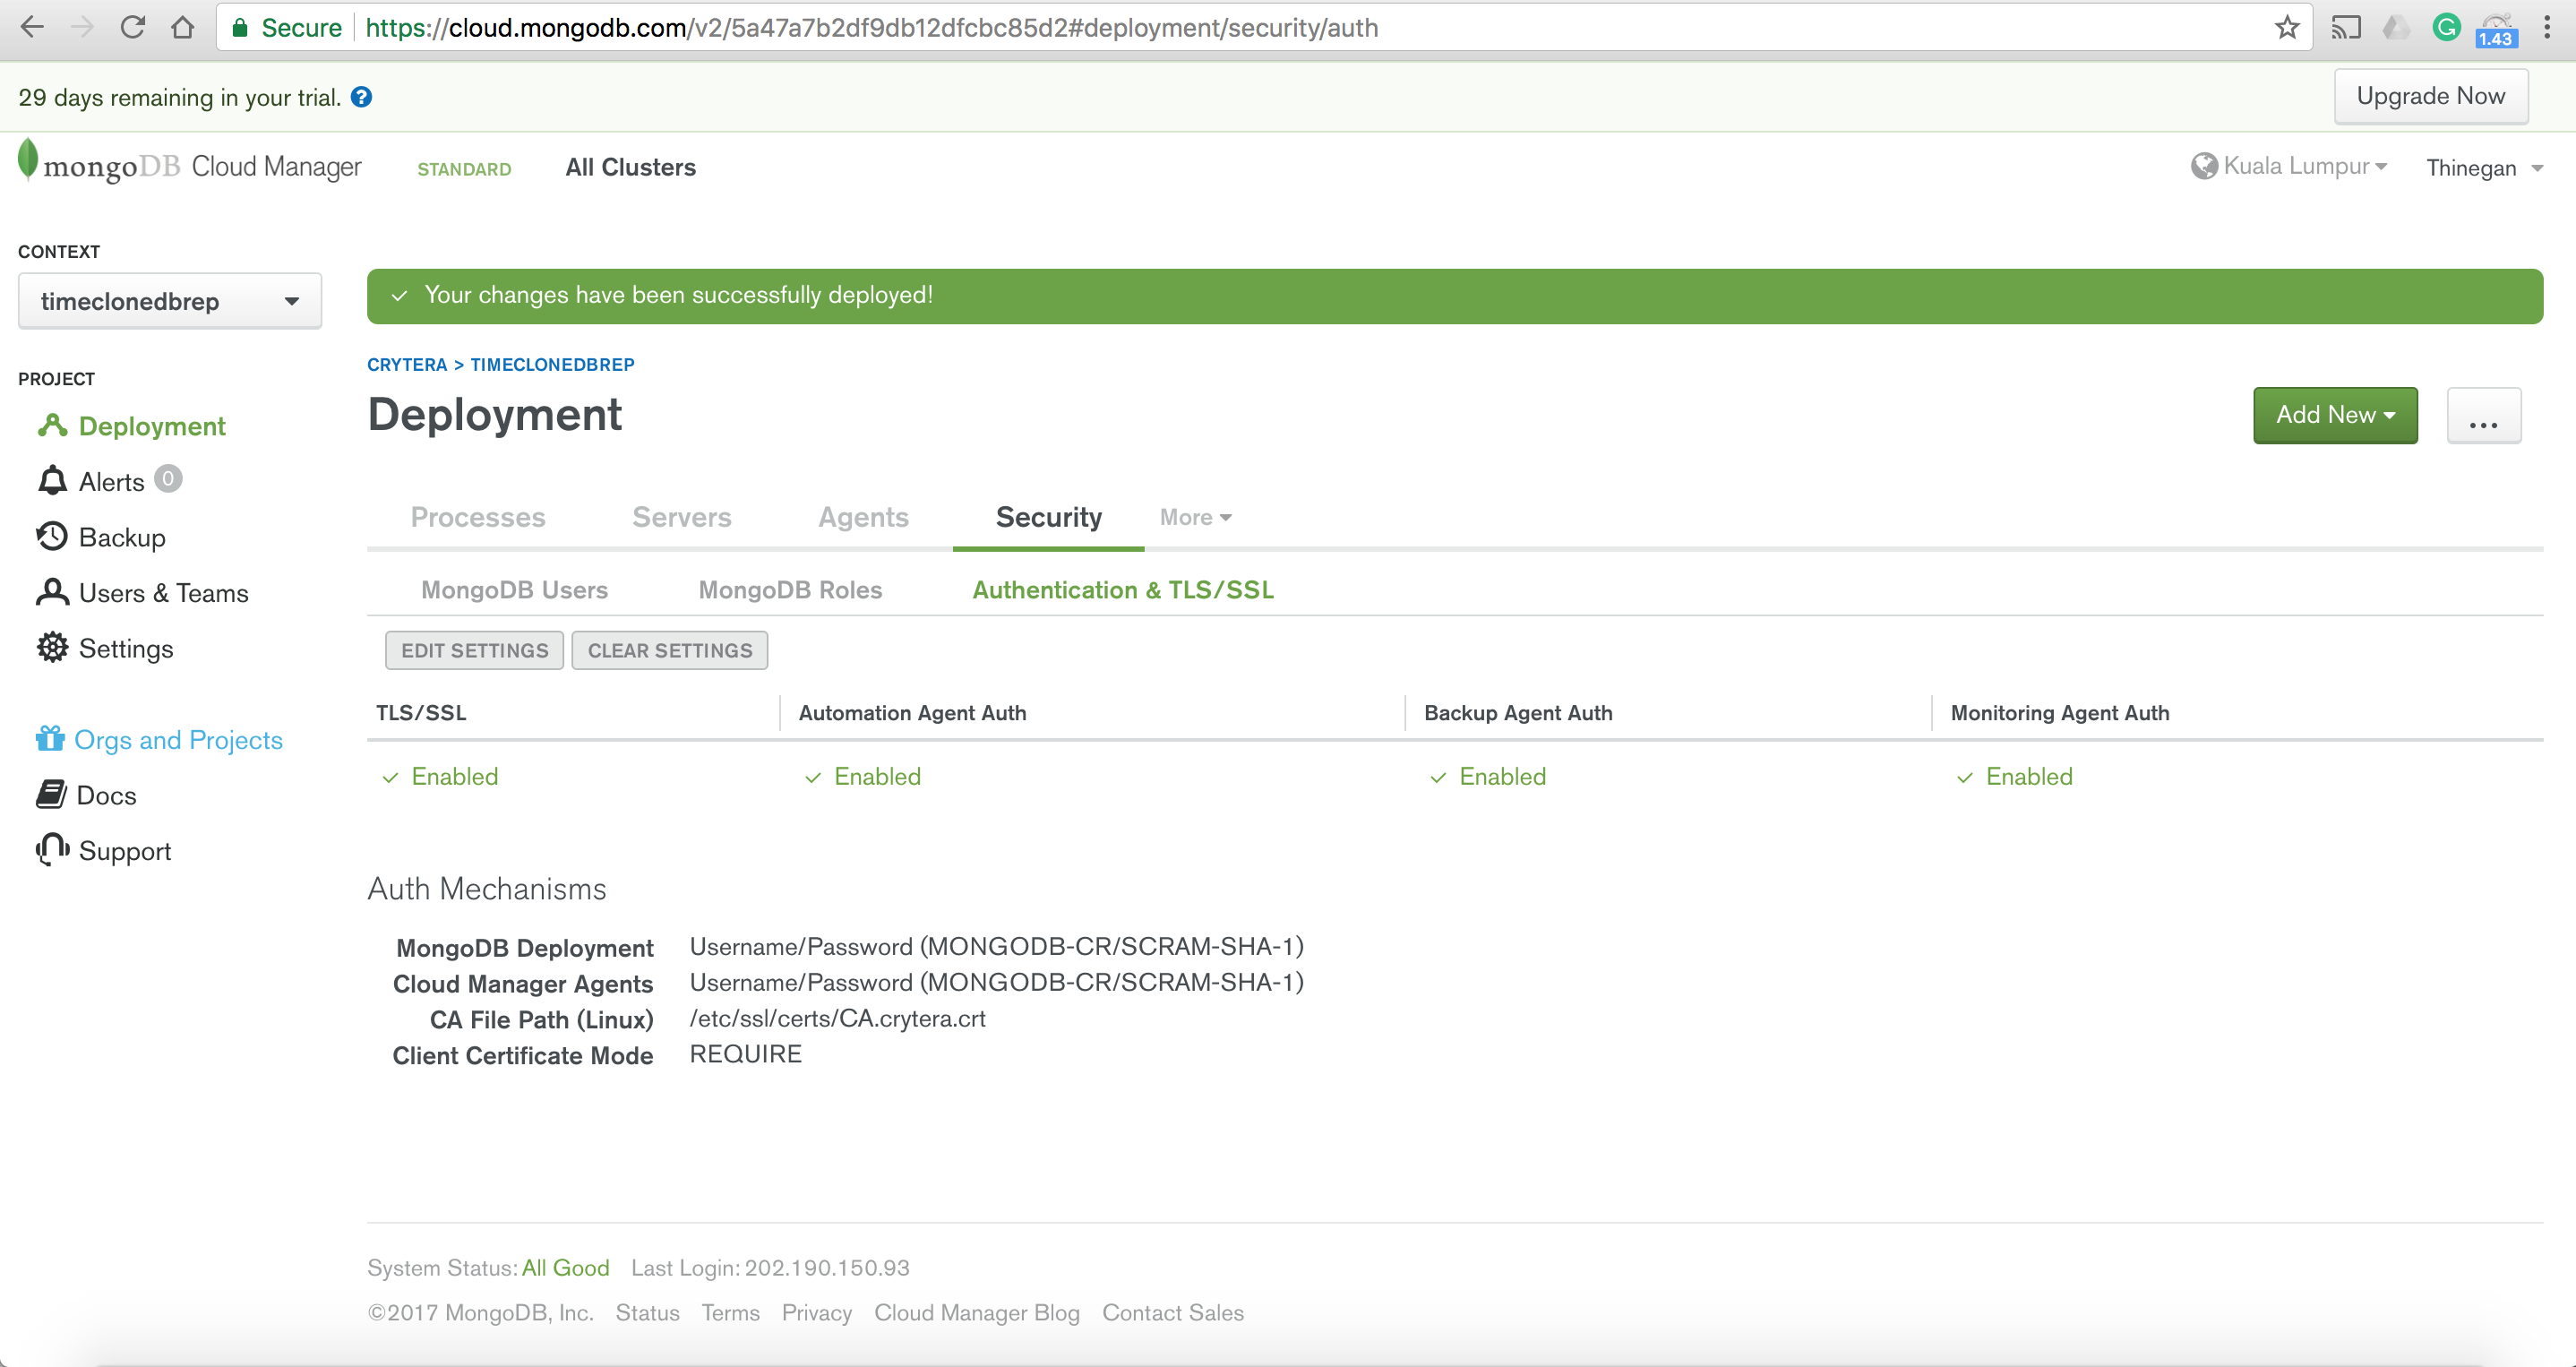 Secure https://cloud.mongodb.com/v2/5a47a7b2df9db12dfcbc85d2#deployment/security/auth
1.43
29 days remaining in your trial. ?
Upgrade Now
mongoDB Cloud Manager STANDARD All Clusters Kuala Lumpur Thinegan
CONTEXT
timeclonedbrep
✓ Your changes have been successfully deployed!
CRYTERA > TIMECLONEDBREP
PROJECT
Deployment
Add New ...
Deployment
Alerts 0
Backup
Users & Teams
Settings
Orgs and Projects
Docs
Support
Processes Servers Agents Security More
MongoDB Users MongoDB Roles Authentication & TLS/SSL
EDIT SETTINGS CLEAR SETTINGS
TLS/SSL Automation Agent Auth Backup Agent Auth Monitoring Agent Auth
✓ Enabled ✓ Enabled ✓ Enabled ✓ Enabled
Auth Mechanisms
MongoDB Deployment Username/Password (MONGODB-CR/SCRAM-SHA-1)
Cloud Manager Agents Username/Password (MONGODB-CR/SCRAM-SHA-1)
CA File Path (Linux) /etc/ssl/certs/CA.crytera.crt
Client Certificate Mode REQUIRE
System Status: All Good Last Login: 202.190.150.93
©2017 MongoDB, Inc. Status Terms Privacy Cloud Manager Blog Contact Sales